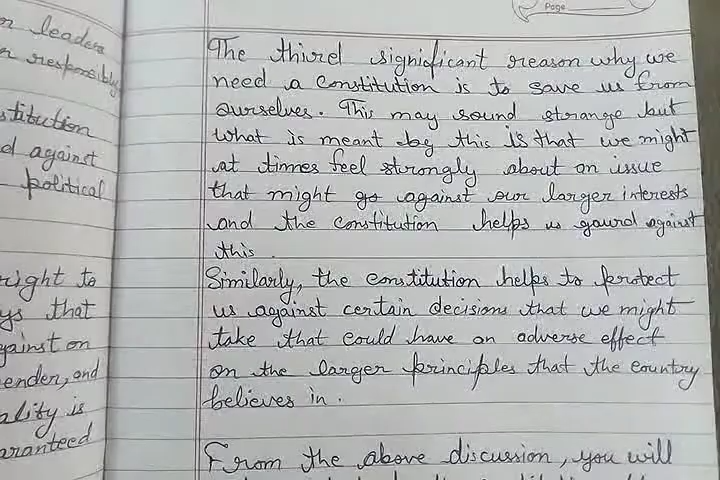 Page
n leaders
r responsibly
stitution
d against
political
right to
ys that
gainst on
ender, and
ality is
aranteed
The third significant reason why we
need a Constitution is to save us from
ourselves. This may sound strange but
what is meant by this is that we might
at times feel strongly about an issue
that might go against our larger interests
and the constitution helps us gaurd against
this.
Similarly, the constitution helps to protect
us against certain decisions that we might
take that could have an adverse effect
on the larger principles that the country
believes in.
From the above discussion, you will